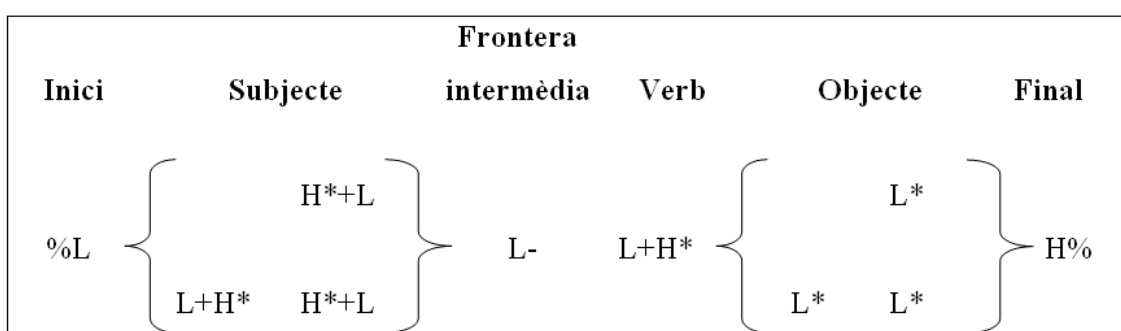 Frontera
Inici Subjecte intermèdia Verb Objecte Final
H*+L L*
%L L- L+H* H%
L+H* H*+L L* L*